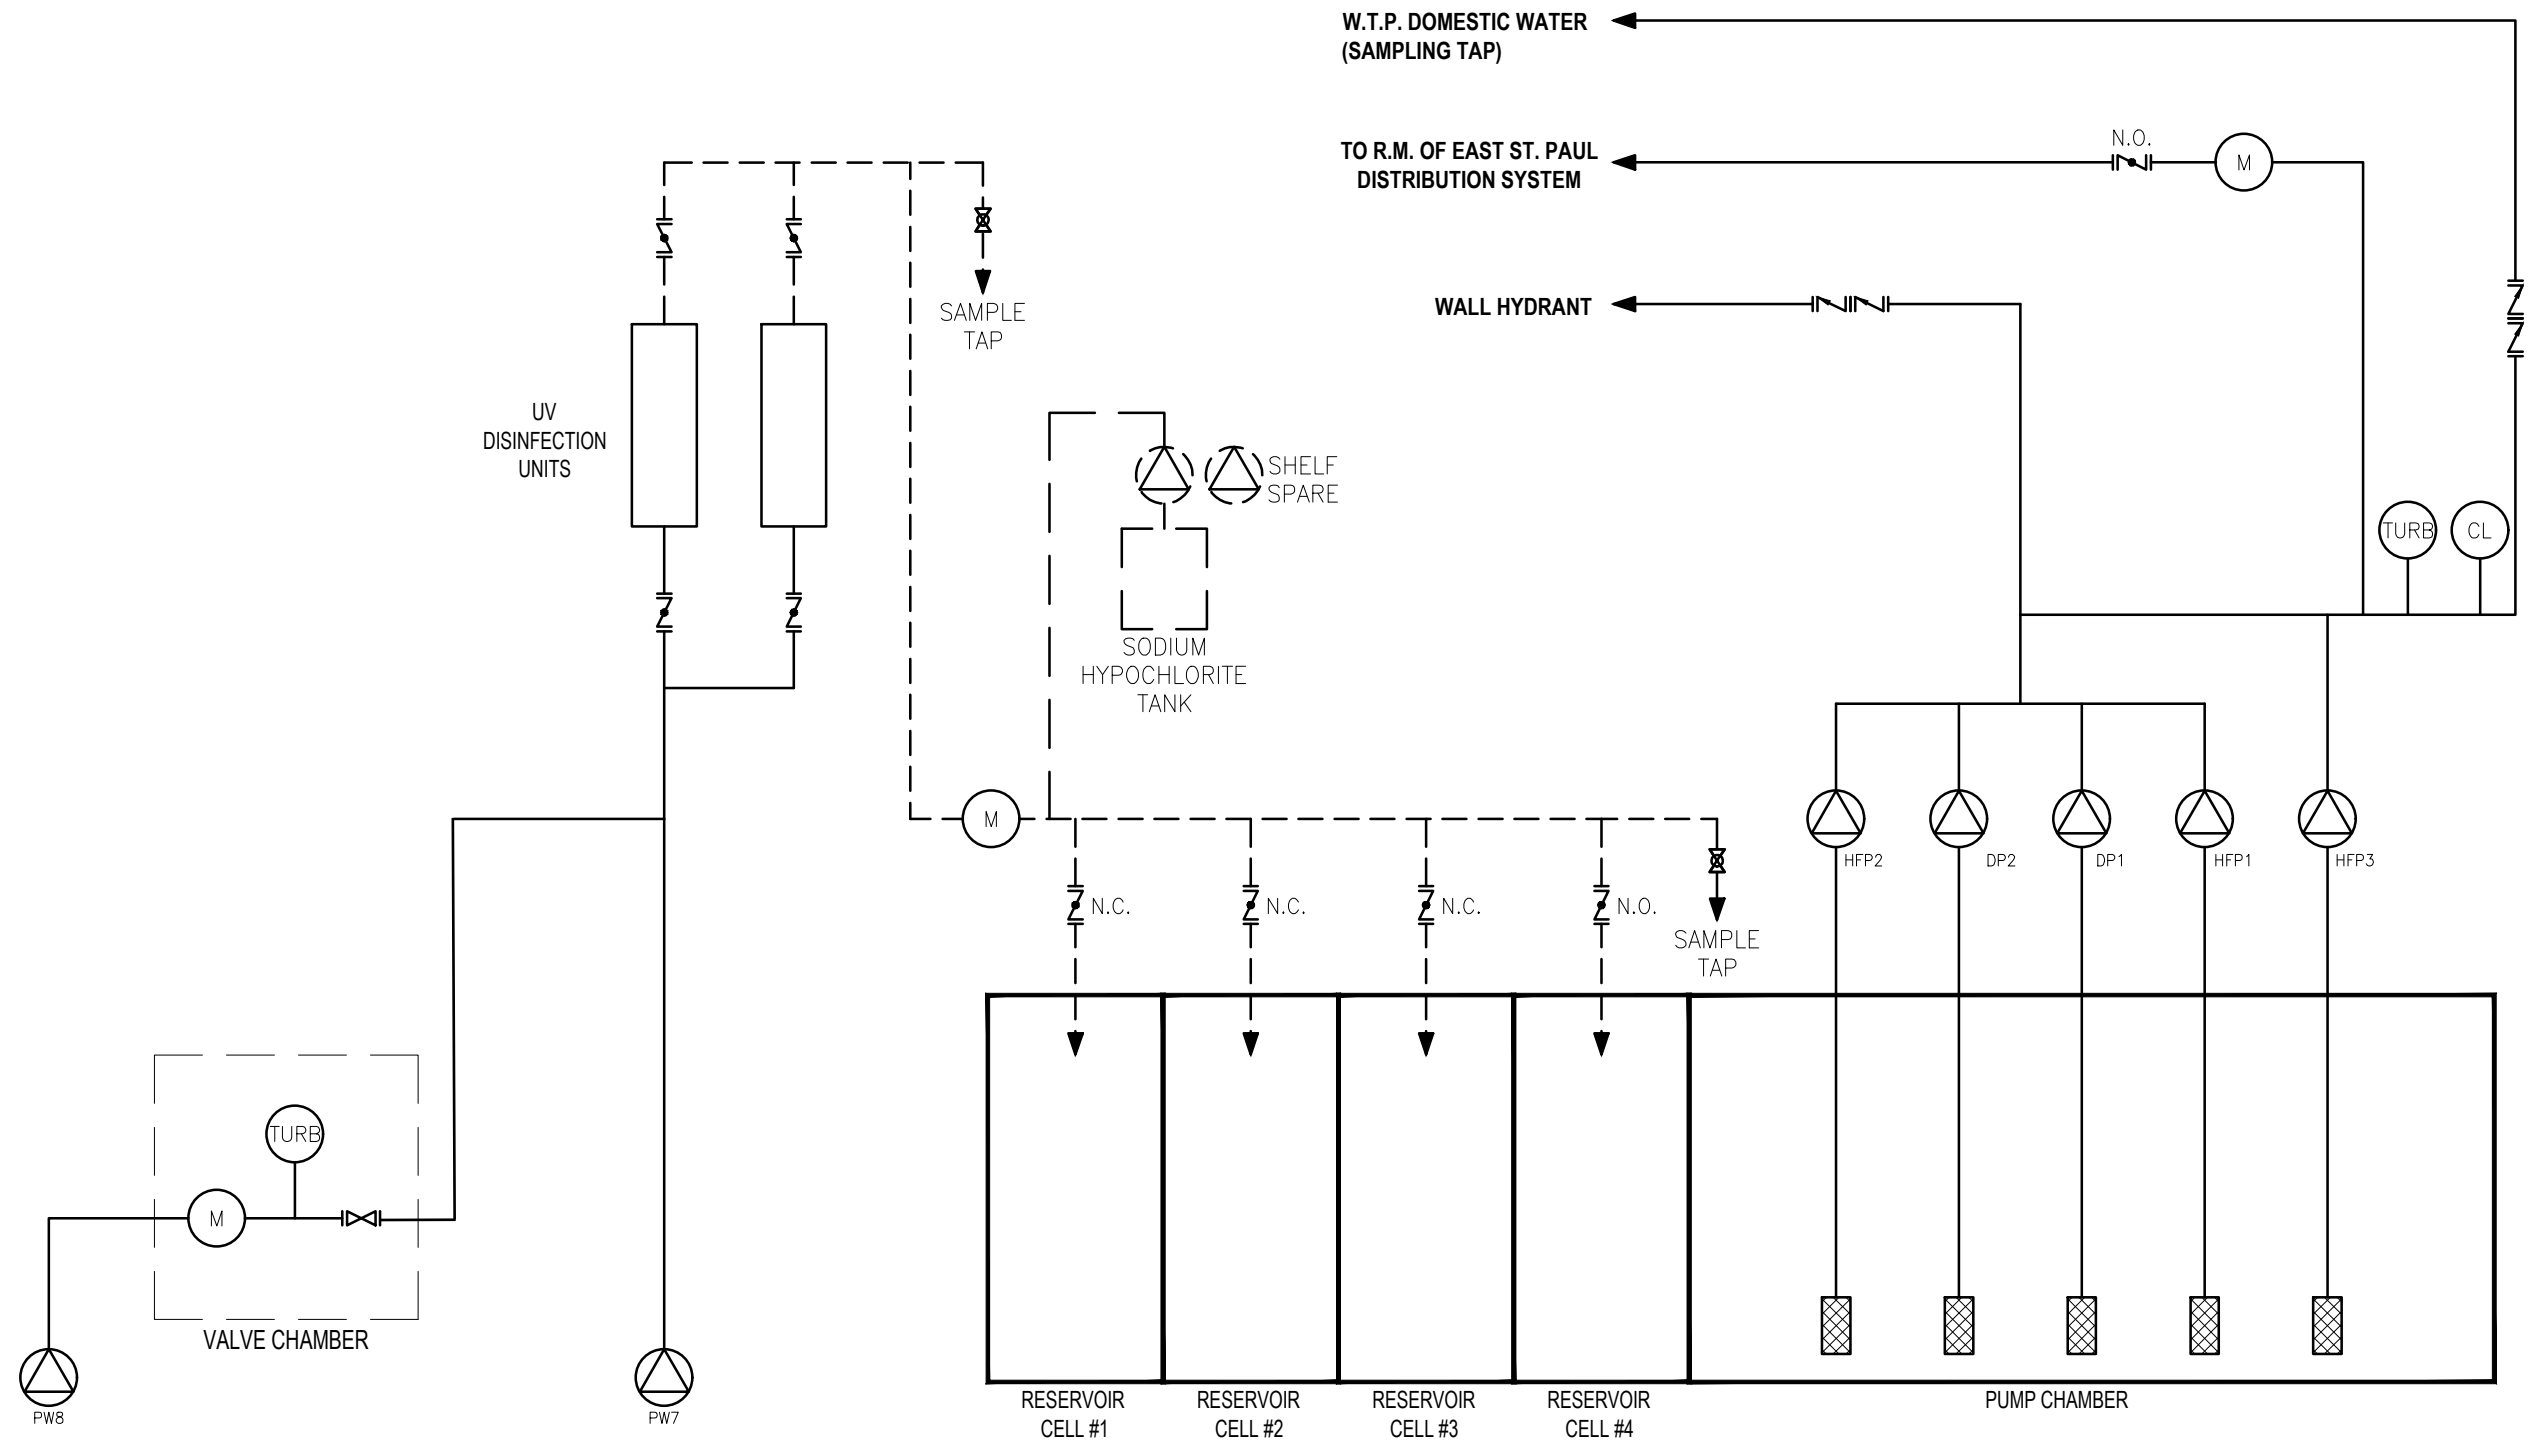 W.T.P. DOMESTIC WATER
(SAMPLING TAP)
N.O.
TO R.M. OF EAST ST. PAUL
DISTRIBUTION SYSTEM
M
WALL HYDRANT
SAMPLE
TAP
UV
DISINFECTION
UNITS
SHELF
SPARE
TURB
CL
SODIUM
HYPOCHLORITE
TANK
M
HFP2
DP2
DP1
HFP1
HFP3
N.C.
N.C.
N.C.
N.O.
SAMPLE
TAP
TURB
M
VALVE CHAMBER
PW8
PW7
RESERVOIR
CELL #1
RESERVOIR
CELL #2
RESERVOIR
CELL #3
RESERVOIR
CELL #4
PUMP CHAMBER